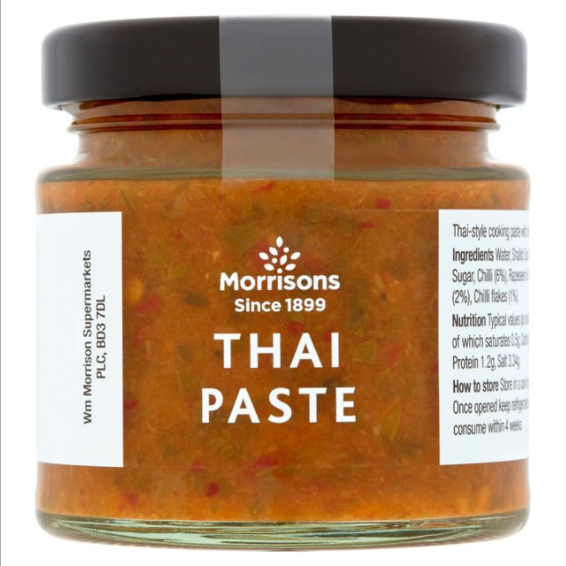 Wm Morrison Supermarkets
PLC, BD3 7DL
Morrisons
Since 1899
THAI
PASTE
Thai-style cooking paste with
Ingredients Water, Shallot,
Sugar, Chilli (6%), Rapeseed
(2%), Chilli flakes (1%).
Nutrition Typical values
of which saturates 0.5g,
Protein 1.2g, Salt 3.34g.
How to store Store in a
Once opened keep
consume within 4 weeks.